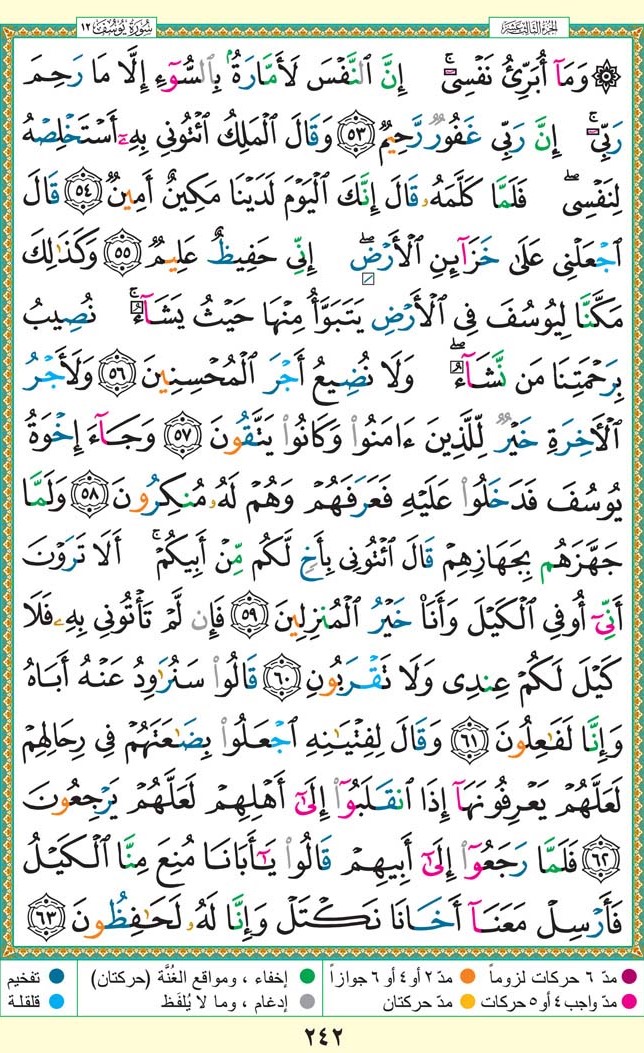 الجزء الثالث عشر
سورة يوسف ١٢
۞ وَمَآ أُبَرِّئُ نَفْسِىٓ ۚ إِنَّ ٱلنَّفْسَ لَأَمَّارَةٌۢ بِٱلسُّوٓءِ إِلَّا مَا رَحِمَ
رَبِّىٓ ۚ إِنَّ رَبِّى غَفُورٌ رَّحِيمٌ ٥٣ وَقَالَ ٱلْمَلِكُ ٱئْتُونِى بِهِۦٓ أَسْتَخْلِصْهُ
لِنَفْسِى ۖ فَلَمَّا كَلَّمَهُۥ قَالَ إِنَّكَ ٱلْيَوْمَ لَدَيْنَا مَكِينٌ أَمِينٌ ٥٤ قَالَ
ٱجْعَلْنِى عَلَىٰ خَزَآئِنِ ٱلْأَرْضِ ۖ إِنِّى حَفِيظٌ عَلِيمٌ ٥٥ وَكَذَٰلِكَ
مَكَّنَّا لِيُوسُفَ فِى ٱلْأَرْضِ يَتَبَوَّأُ مِنْهَا حَيْثُ يَشَآءُ ۚ نُصِيبُ
بِرَحْمَتِنَا مَن نَّشَآءُ ۖ وَلَا نُضِيعُ أَجْرَ ٱلْمُحْسِنِينَ ٥٦ وَلَأَجْرُ
ٱلْأَخِرَةِ خَيْرٌ لِّلَّذِينَ ءَامَنُوا۟ وَكَانُوا۟ يَتَّقُونَ ٥٧ وَجَآءَ إِخْوَةُ
يُوسُفَ فَدَخَلُوا۟ عَلَيْهِ فَعَرَفَهُمْ وَهُمْ لَهُۥ مُنكِرُونَ ٥٨ وَلَمَّا
جَهَّزَهُم بِجَهَازِهِمْ قَالَ ٱئْتُونِى بِأَخٍ لَّكُم مِّنْ أَبِيكُمْ ۚ أَلَا تَرَوْنَ
أَنِّىٓ أُوفِى ٱلْكَيْلَ وَأَنَا۠ خَيْرُ ٱلْمُنزِلِينَ ٥٩ فَإِن لَّمْ تَأْتُونِى بِهِۦ فَلَا
كَيْلَ لَكُمْ عِندِى وَلَا تَقْرَبُونِ ٦٠ قَالُوا۟ سَنُرَٰوِدُ عَنْهُ أَبَاهُ
وَإِنَّا لَفَٰعِلُونَ ٦١ وَقَالَ لِفِتْيَٰنِهِ ٱجْعَلُوا۟ بِضَٰعَتَهُمْ فِى رِحَالِهِمْ
لَعَلَّهُمْ يَعْرِفُونَهَآ إِذَا ٱنقَلَبُوٓا۟ إِلَىٰٓ أَهْلِهِمْ لَعَلَّهُمْ يَرْجِعُونَ
٦٢ فَلَمَّا رَجَعُوٓا۟ إِلَىٰٓ أَبِيهِمْ قَالُوا۟ يَٰٓأَبَانَا مُنِعَ مِنَّا ٱلْكَيْلُ
فَأَرْسِلْ مَعَنَآ أَخَانَا نَكْتَلْ وَإِنَّا لَهُۥ لَحَٰفِظُونَ ٦٣
مدّ ٦ حركات لزوماً مدّ ٢ أو ٤ أو ٦ جوازاً إخفاء ، ومواقع الغُنَّة (حركتان) تفخيم
مدّ واجب ٤ أو ٥ حركات مدّ حركتان إدغام ، وما لا يُلفَظ قلقلة
٢٤٢